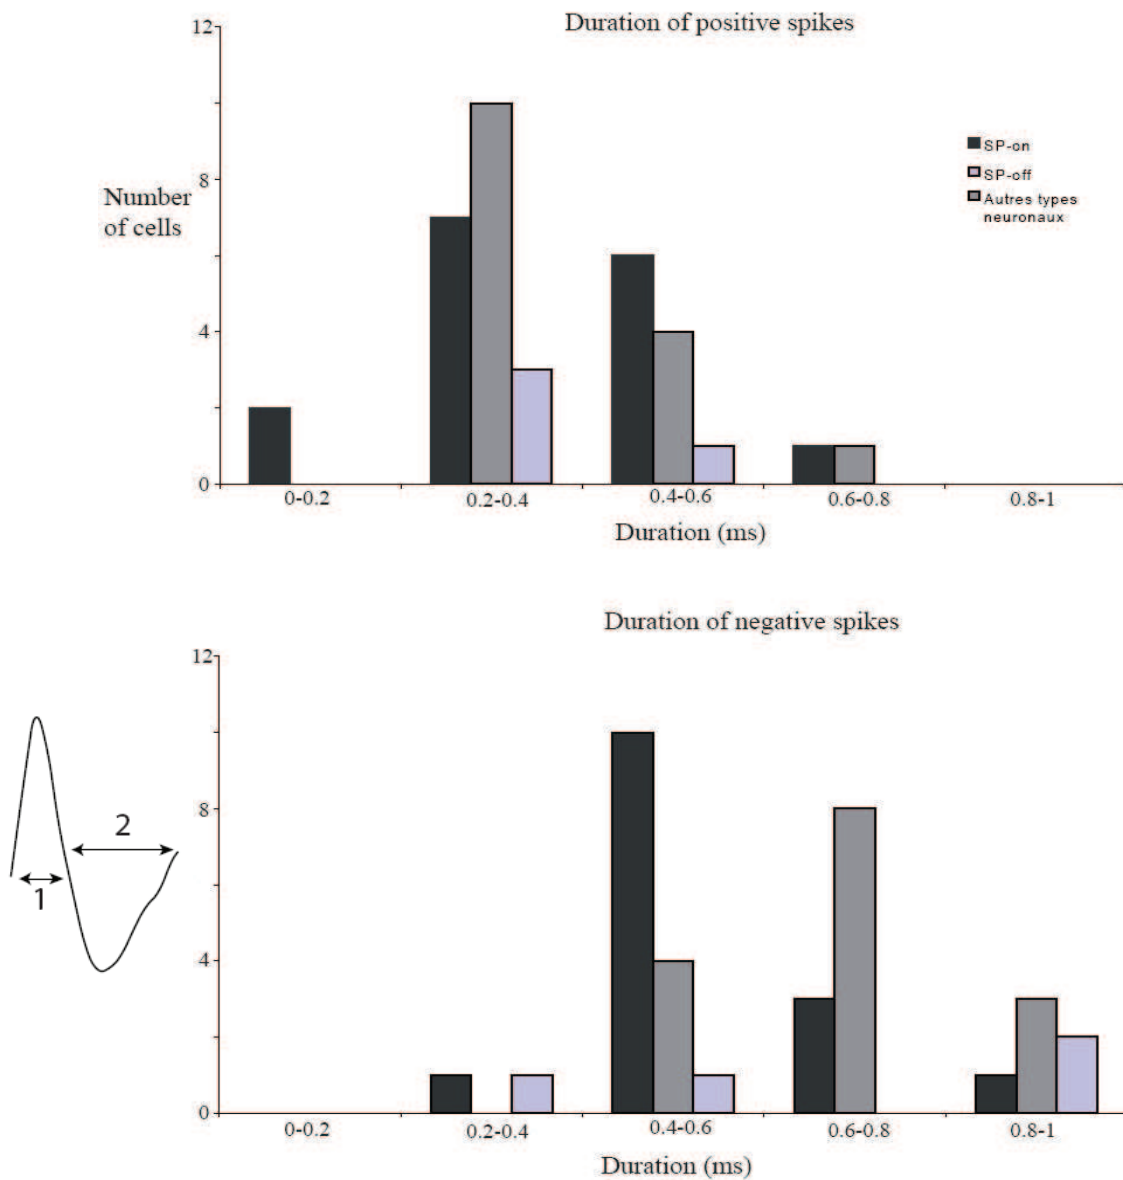 Duration of positive spikes
12
8
4
0
Number
of cells
SP-on
SP-off
Autres types
neuronaux
0-0.2
0.2-0.4
0.4-0.6
0.6-0.8
0.8-1
Duration (ms)
Duration of negative spikes
12
8
4
0
2
1
0-0.2
0.2-0.4
0.4-0.6
0.6-0.8
0.8-1
Duration (ms)